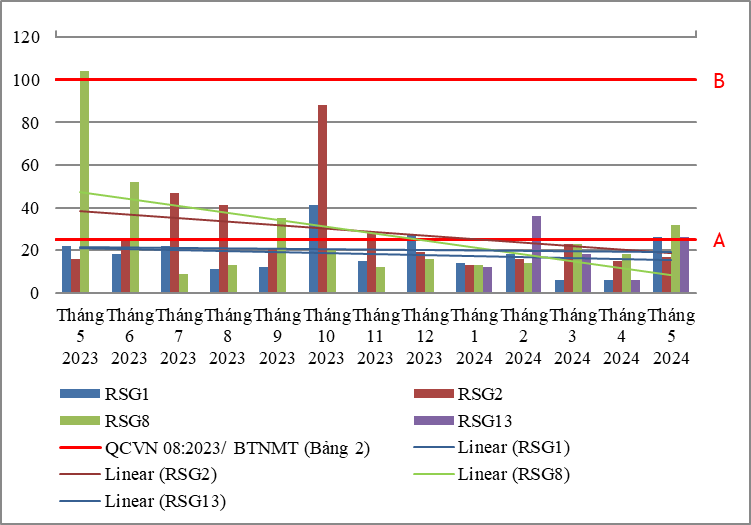 120
100
B
80
60
40
A
20
0
Tháng Tháng Tháng Tháng Tháng Tháng Tháng Tháng Tháng Tháng Tháng Tháng Tháng
5 6 7 8 9 10 11 12 1 2 3 4 5
2023 2023 2023 2023 2023 2023 2023 2023 2024 2024 2024 2024 2024
RSG1 RSG2
RSG8 RSG13
QCVN 08:2023/ BTNMT (Bảng 2) Linear (RSG1)
Linear (RSG2) Linear (RSG8)
Linear (RSG13)